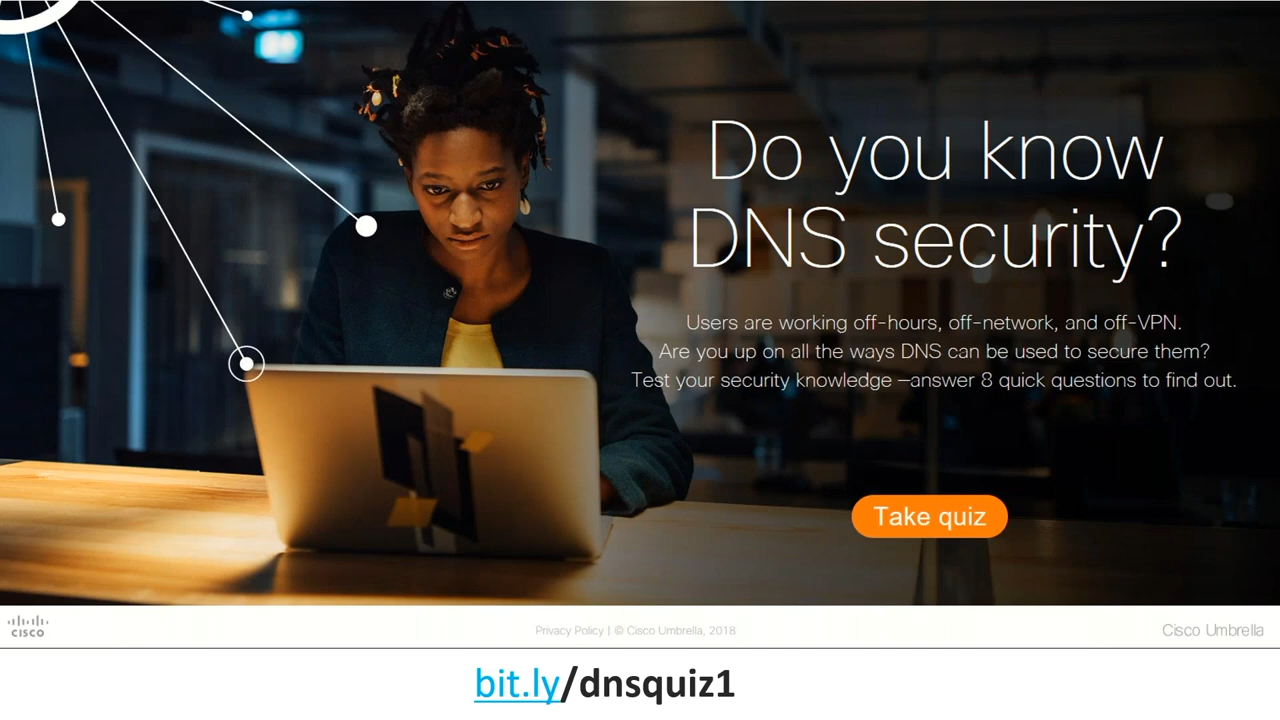 Do you know
DNS security?
Users are working off-hours, off-network, and off-VPN.
Are you up on all the ways DNS can be used to secure them?
Test your security knowledge —answer 8 quick questions to find out.
Take quiz
CISCO
Privacy Policy | © Cisco Umbrella, 2018
Cisco Umbrella
bit.ly/dnsquiz1